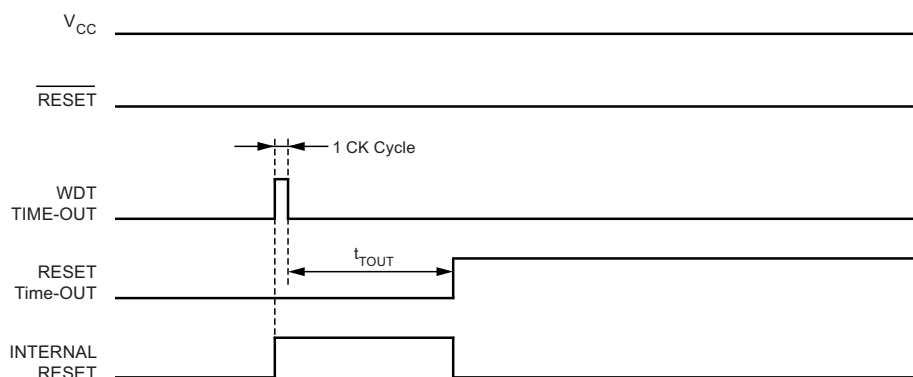 VCC
RESET
1 CK Cycle
WDT
TIME-OUT
tTOUT
RESET
Time-OUT
INTERNAL
RESET